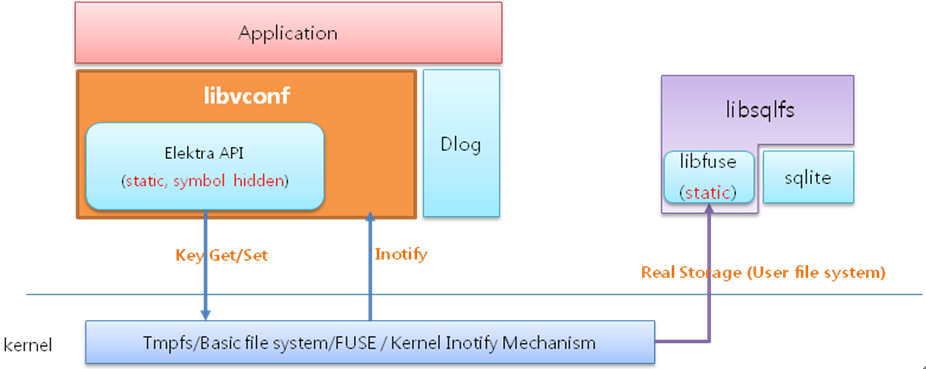 Application
libvconf
Elektra API
(static, symbol hidden)
Dlog
libsqlfs
libfuse
(static)
sqlite
Key Get/Set
Inotify
Real Storage (User file system)
kernel
Tmpfs/Basic file system/FUSE / Kernel Inotify Mechanism